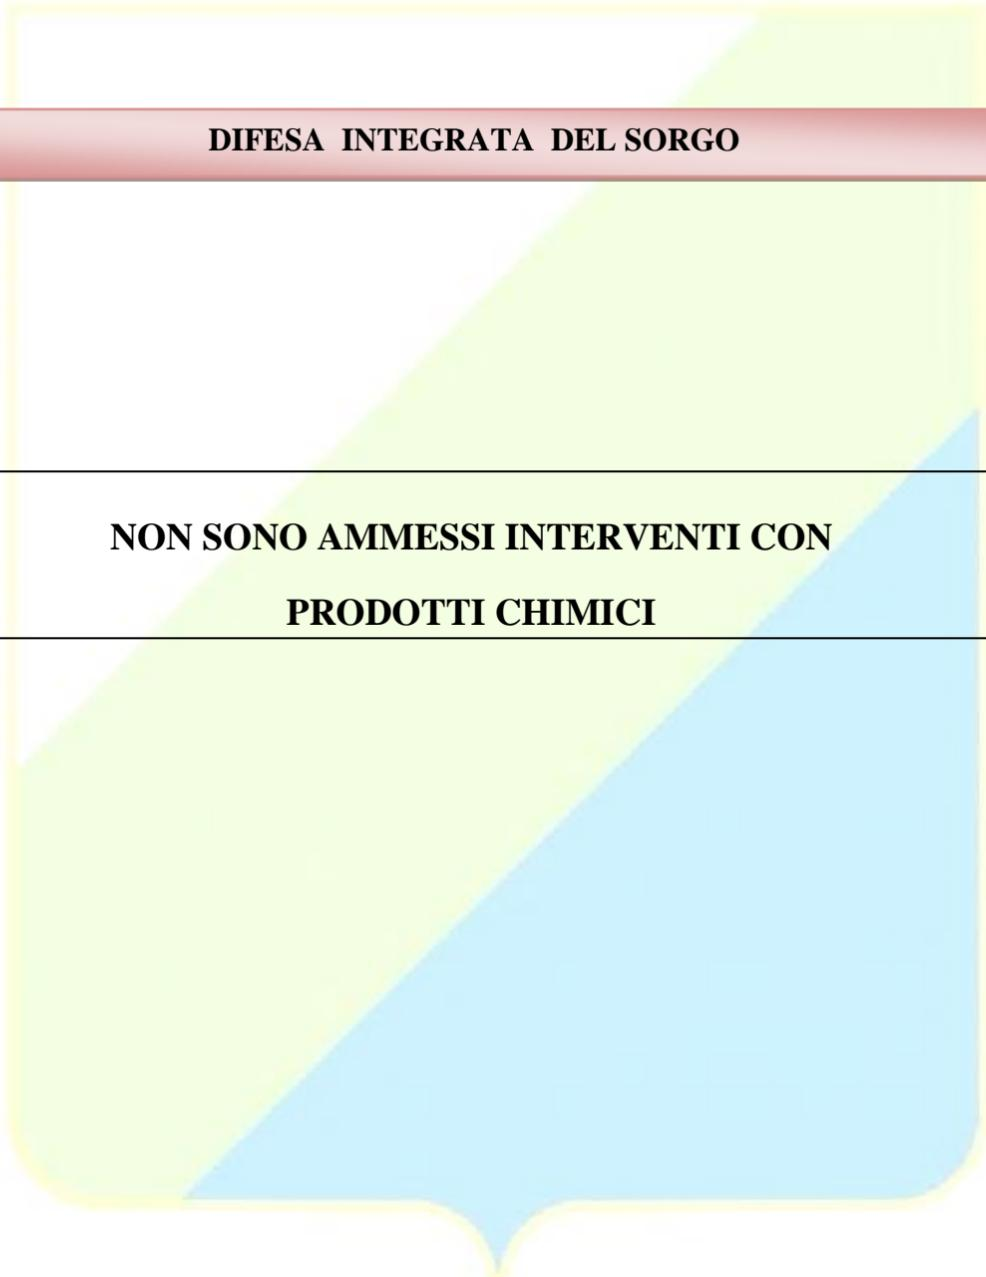 DIFESA INTEGRATA DEL SORGO
NON SONO AMMESSI INTERVENTI CON
PRODOTTI CHIMICI